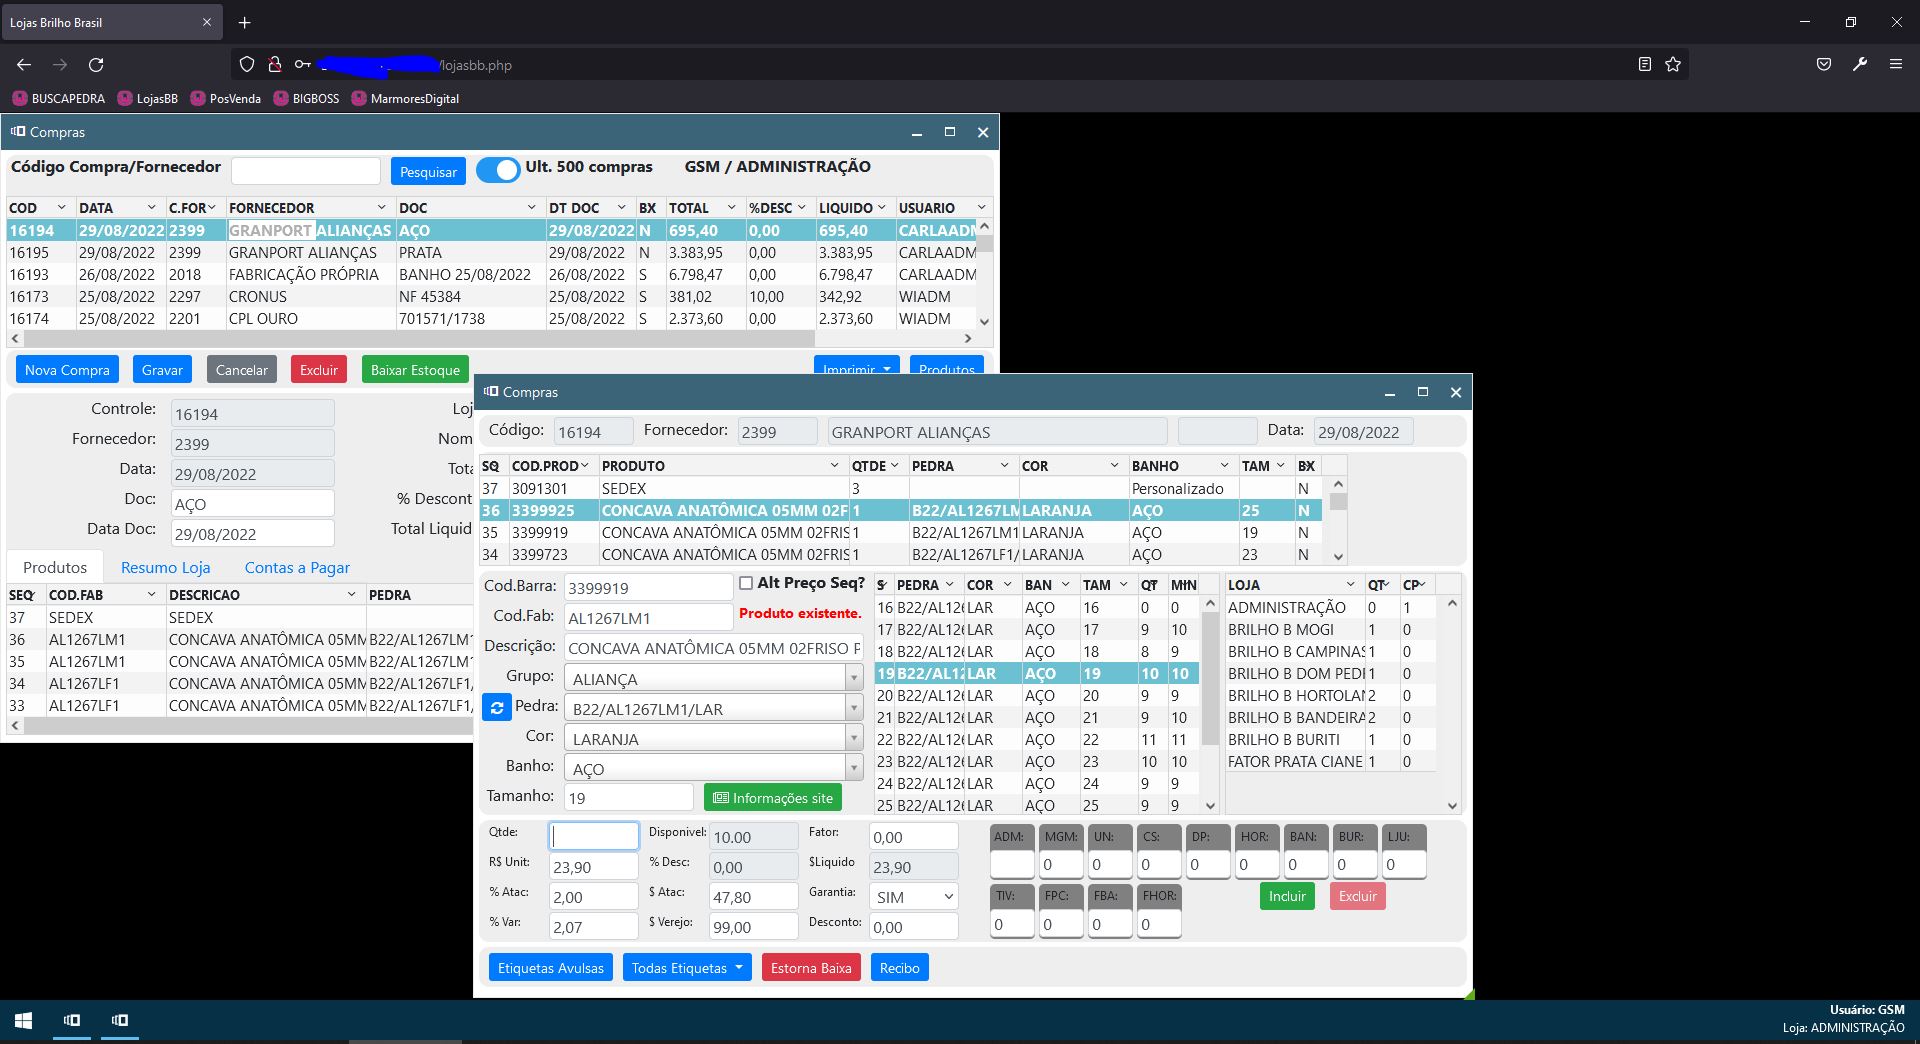 Lojas Brilho Brasil
/lojasbb.php
BUSCAPEDRA LojasBB PosVenda BIGBOSS MarmoresDigital
Compras
Código Compra/Fornecedor Pesquisar Ult. 500 compras GSM / ADMINISTRAÇÃO
COD DATA C.FOR FORNECEDOR DOC DT DOC BX TOTAL %DESC LIQUIDO USUARIO
16194 29/08/2022 2399 GRANPORT ALIANÇAS AÇO 29/08/2022 N 695,40 0,00 695,40 CARLAADM
16195 29/08/2022 2399 GRANPORT ALIANÇAS PRATA 29/08/2022 N 3.383,95 0,00 3.383,95 CARLAADM
16193 26/08/2022 2018 FABRICAÇÃO PRÓPRIA BANHO 25/08/2022 26/08/2022 S 6.798,47 0,00 6.798,47 CARLAADM
16173 25/08/2022 2297 CRONUS NF 45384 25/08/2022 S 381,02 10,00 342,92 WIADM
16174 25/08/2022 2201 CPL OURO 701571/1738 25/08/2022 S 2.373,60 0,00 2.373,60 WIADM
Nova Compra Gravar Cancelar Excluir Baixar Estoque Imprimir Produtos
Controle: 16194 Loj
Fornecedor: 2399 Nom
Data: 29/08/2022 Tota
Doc: AÇO % Descont
Data Doc: 29/08/2022 Total Liquid
Produtos Resumo Loja Contas a Pagar
SEQ COD.FAB DESCRICAO PEDRA
37 SEDEX SEDEX
36 AL1267LM1 CONCAVA ANATÔMICA 05MM B22/AL1267LM1
35 AL1267LM1 CONCAVA ANATÔMICA 05MM B22/AL1267LM1
34 AL1267LF1 CONCAVA ANATÔMICA 05MM B22/AL1267LF1/
33 AL1267LF1 CONCAVA ANATÔMICA 05MM B22/AL1267LF1/
Compras
Código: 16194 Fornecedor: 2399 GRANPORT ALIANÇAS Data: 29/08/2022
SQ COD.PROD PRODUTO QTDE PEDRA COR BANHO TAM BX
37 3091301 SEDEX 3 Personalizado N
36 3399925 CONCAVA ANATÔMICA 05MM 02F 1 B22/AL1267LM LARANJA AÇO 25 N
35 3399919 CONCAVA ANATÔMICA 05MM 02FRIS 1 B22/AL1267LM1 LARANJA AÇO 19 N
34 3399723 CONCAVA ANATÔMICA 05MM 02FRIS 1 B22/AL1267LF1/ LARANJA AÇO 23 N
Cod.Barra: 3399919 Alt Preço Seq?
Cod.Fab: AL1267LM1 Produto existente.
Descrição: CONCAVA ANATÔMICA 05MM 02FRISO P
Grupo: ALIANÇA
Pedra: B22/AL1267LM1/LAR
Cor: LARANJA
Banho: AÇO
Tamanho: 19 Informações site
S PEDRA COR BAN TAM QT MIN
16 B22/AL126 LAR AÇO 16 0 0
17 B22/AL126 LAR AÇO 17 9 10
18 B22/AL126 LAR AÇO 18 8 9
19 B22/AL12 LAR AÇO 19 10 10
20 B22/AL126 LAR AÇO 20 9 9
21 B22/AL126 LAR AÇO 21 9 10
22 B22/AL126 LAR AÇO 22 11 11
23 B22/AL126 LAR AÇO 23 10 10
24 B22/AL126 LAR AÇO 24 9 9
25 B22/AL126 LAR AÇO 25 9 9
LOJA QT CP
ADMINISTRAÇÃO 0 1
BRILHO B MOGI 1 0
BRILHO B CAMPINAS 1 0
BRILHO B DOM PEDI 1 0
BRILHO B HORTOLAN 2 0
BRILHO B BANDEIRA 2 0
BRILHO B BURITI 1 0
FATOR PRATA CIANE 1 0
Qtde: Disponivel: 10.00 Fator: 0,00
R$ Unit: 23,90 % Desc: 0,00 $Liquido 23,90
% Atac: 2,00 $ Atac: 47,80 Garantia: SIM
% Var: 2,07 $ Verejo: 99,00 Desconto: 0,00
ADM: MGM: UN: CS: DP: HOR: BAN: BUR: LJU:
0 0 0 0 0 0 0 0
TIV: FPC: FBA: FHOR: Incluir Excluir
0 0 0 0
Etiquetas Avulsas Todas Etiquetas Estorna Baixa Recibo
Usuário: GSM
Loja: ADMINISTRAÇÃO